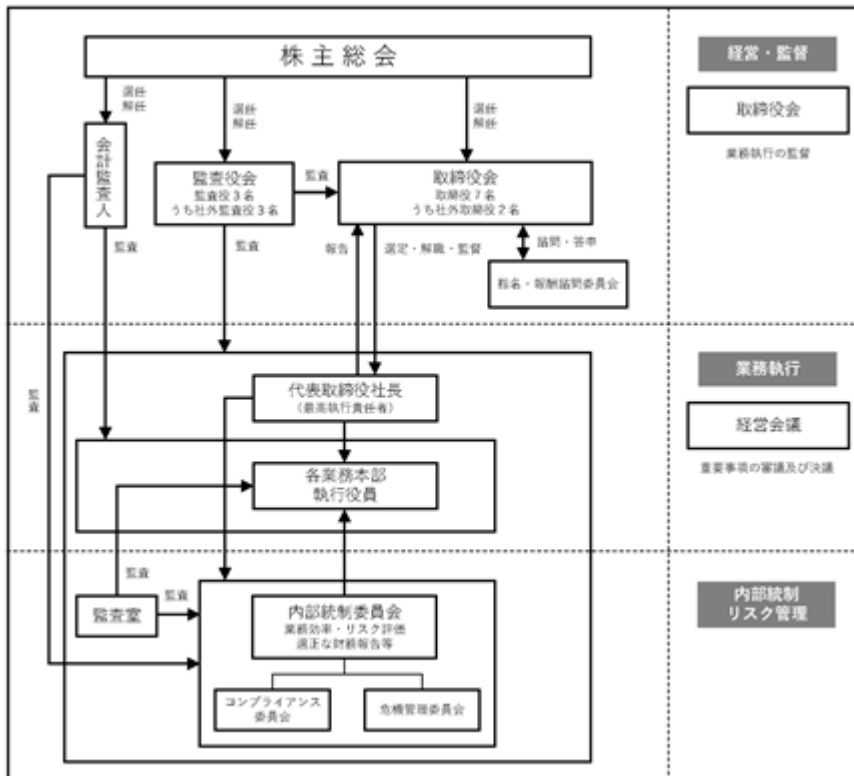 株主総会
経営・監督
選任
解任
選任
解任
選任
解任
取締役会
業務執行の監督
会計監査人
監査役会
監査役3名
うち社外監査役3名
監査
取締役会
取締役7名
うち社外取締役2名
監査
監査
報告
選定・解職・監督
諮問・答申
指名・報酬諮問委員会
監査
代表取締役社長
(最高執行責任者)
業務執行
経営会議
重要事項の審議及び決議
各業務本部
執行役員
監査
監査室
監査
内部統制委員会
業務効率・リスク評価
適正な財務報告等
内部統制
リスク管理
コンプライアンス
委員会
危機管理委員会